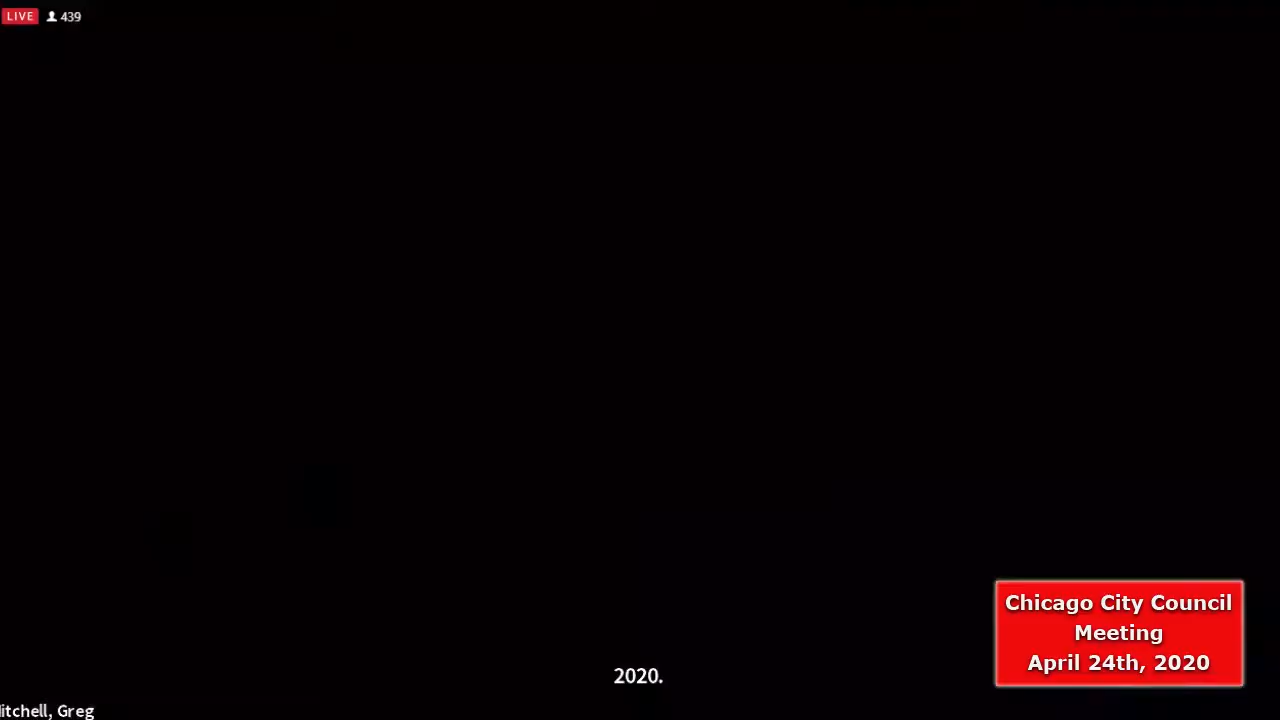 LIVE 439
Chicago City Council
Meeting
April 24th, 2020
2020.
itchell, Greg